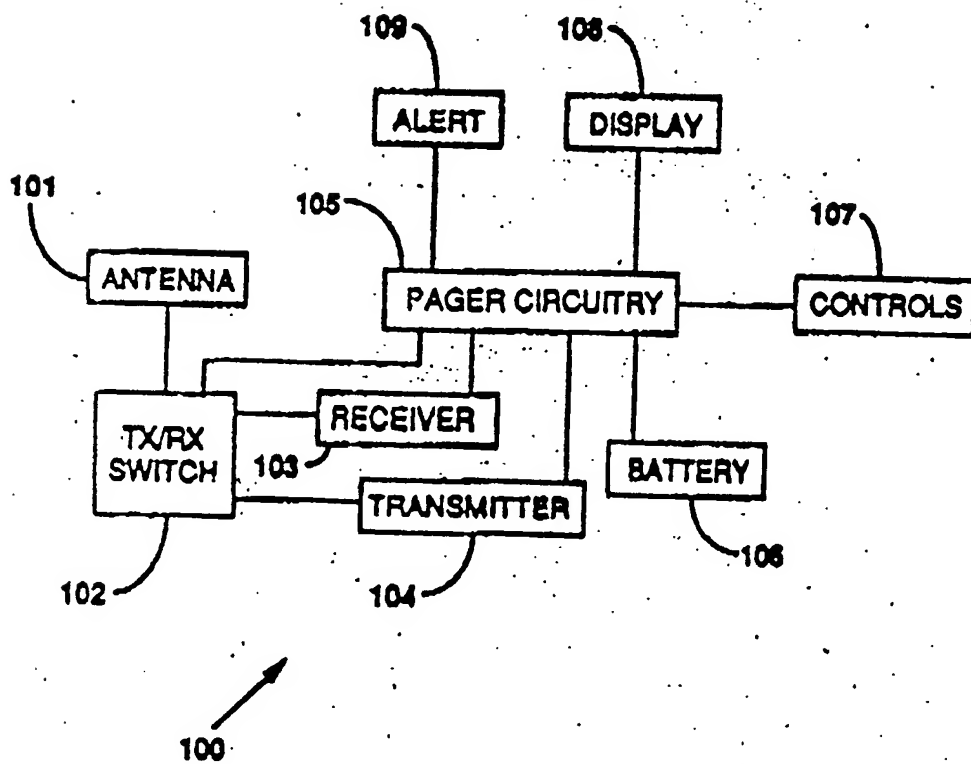 109
108
ALERT
DISPLAY
101
105
107
ANTENNA
PAGER CIRCUITRY
CONTROLS
TX/RX
SWITCH
RECEIVER
103
BATTERY
TRANSMITTER
106
102
104
100